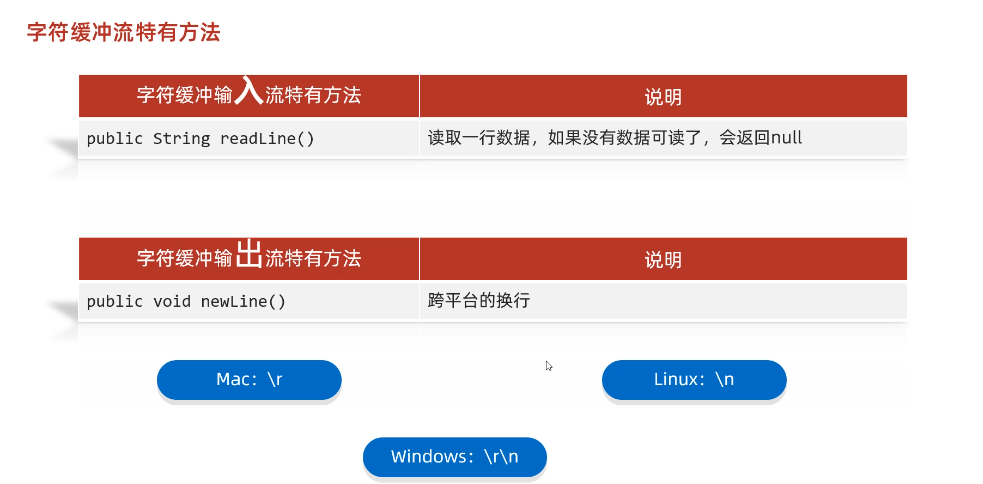 字符缓冲流特有方法
字符缓冲输入流特有方法 说明
public String readLine() 读取一行数据，如果没有数据可读了，会返回null
字符缓冲输出流特有方法 说明
public void newLine() 跨平台的换行
Mac：\r Linux：\n
Windows：\r\n